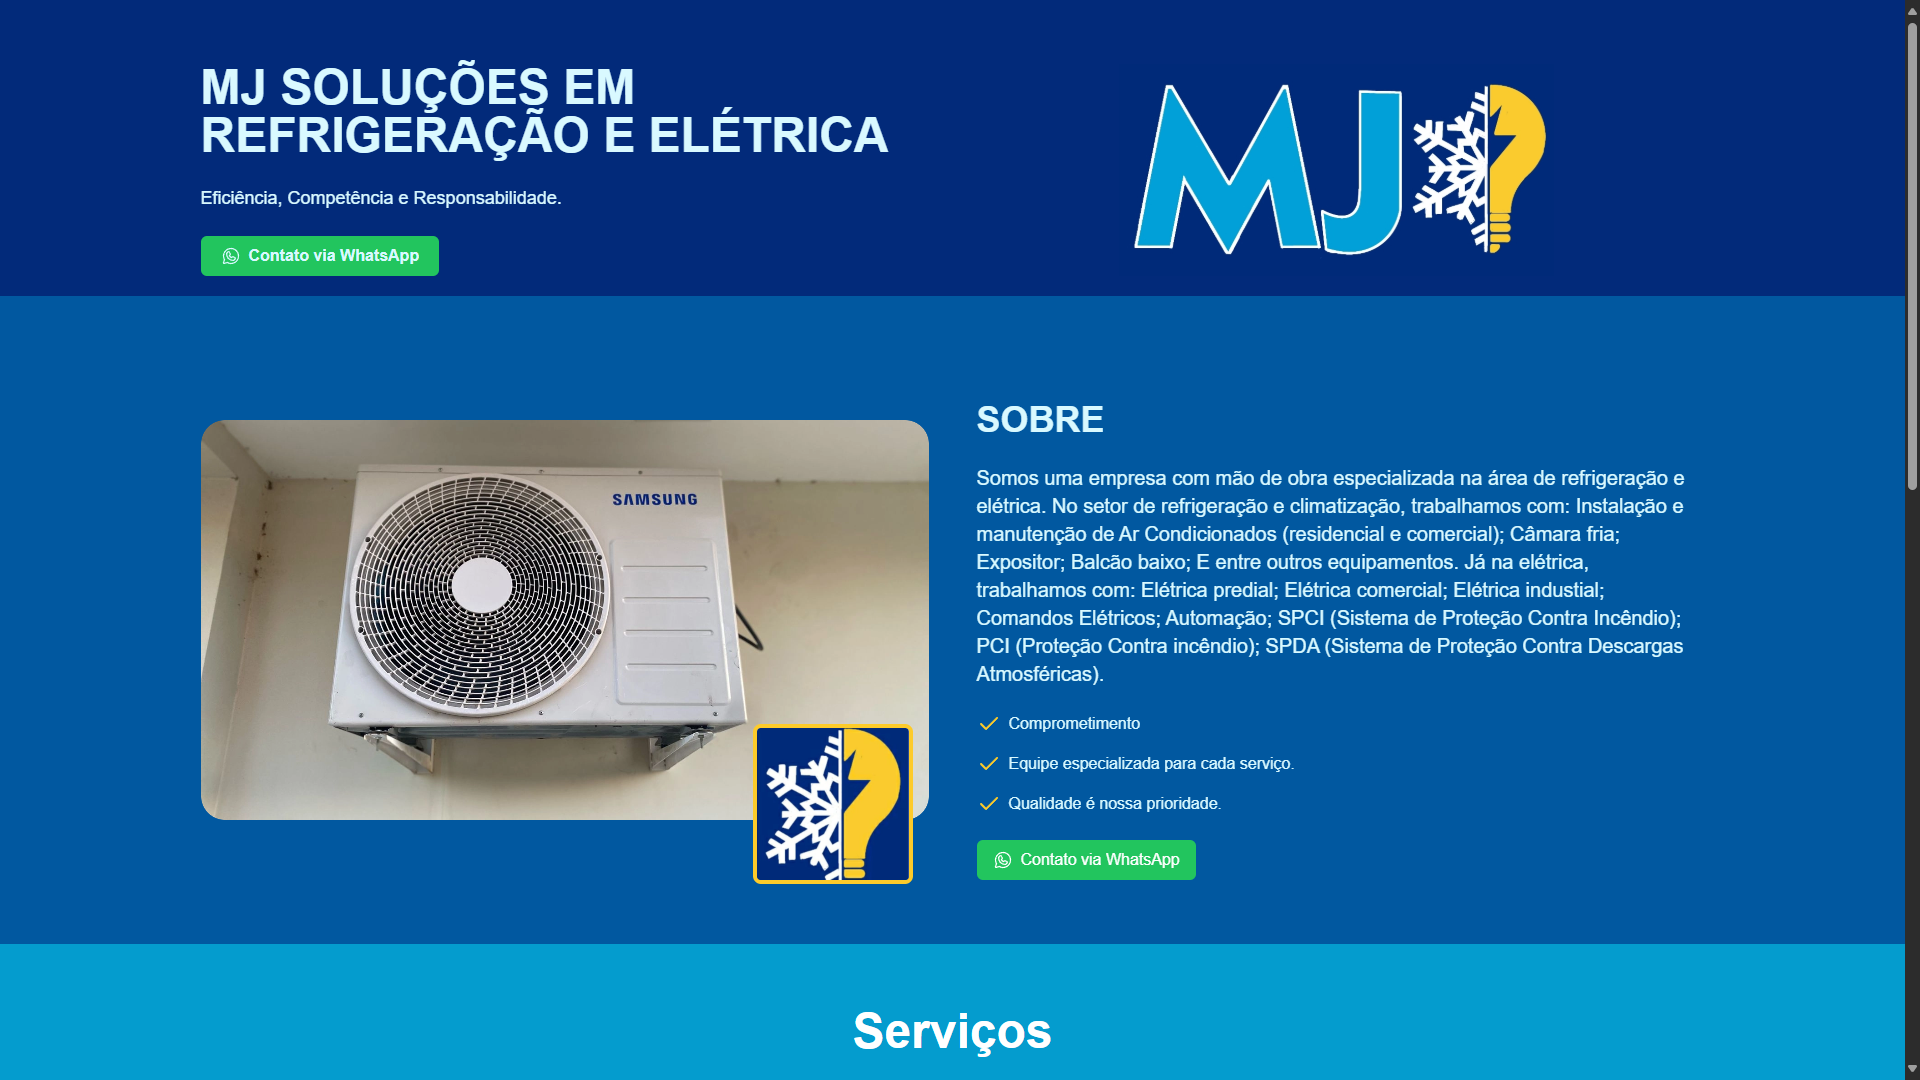 MJ SOLUÇÕES EM
REFRIGERAÇÃO E ELÉTRICA
Eficiência, Competência e Responsabilidade.
Contato via WhatsApp
MJ
SAMSUNG
SOBRE
Somos uma empresa com mão de obra especializada na área de refrigeração e
elétrica. No setor de refrigeração e climatização, trabalhamos com: Instalação e
manutenção de Ar Condicionados (residencial e comercial); Câmara fria;
Expositor; Balcão baixo; E entre outros equipamentos. Já na elétrica,
trabalhamos com: Elétrica predial; Elétrica comercial; Elétrica industial;
Comandos Elétricos; Automação; SPCI (Sistema de Proteção Contra Incêndio);
PCI (Proteção Contra incêndio); SPDA (Sistema de Proteção Contra Descargas
Atmosféricas).
Comprometimento
Equipe especializada para cada serviço.
Qualidade é nossa prioridade.
Contato via WhatsApp
Serviços